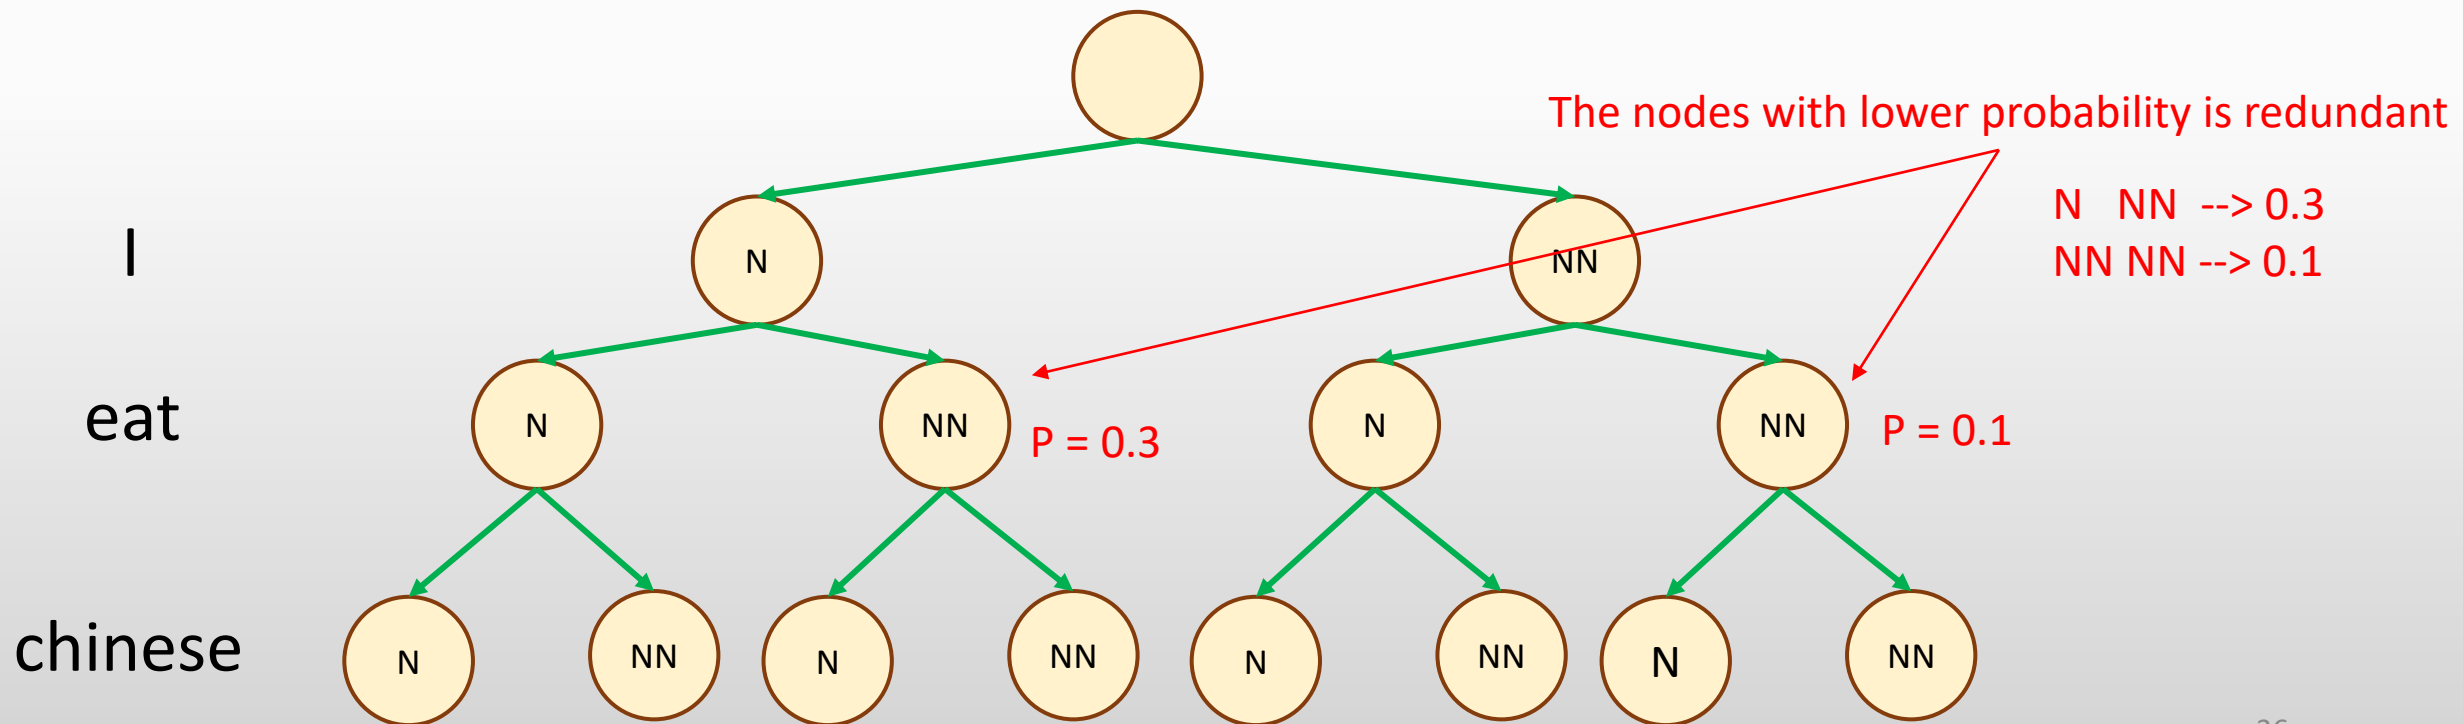 The nodes with lower probability is redundant
N NN --> 0.3
NN NN --> 0.1
I
N
NN
eat
N
NN
P = 0.3
N
NN
P = 0.1
chinese
N
NN
N
NN
N
NN
N
NN